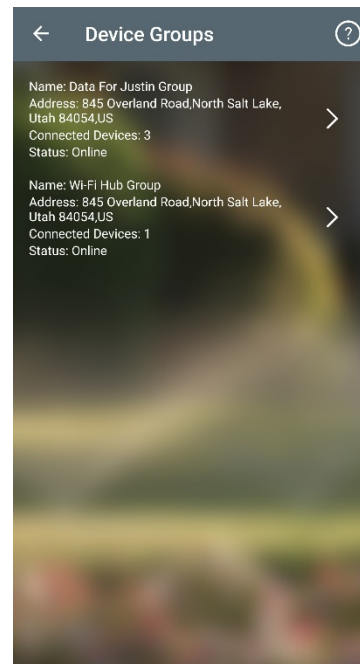 Device Groups
?
Name: Data For Justin Group
Address: 845 Overland Road,North Salt Lake,
Utah 84054,US
Connected Devices: 3
Status: Online
Name: Wi-Fi Hub Group
Address: 845 Overland Road,North Salt Lake,
Utah 84054,US
Connected Devices: 1
Status: Online